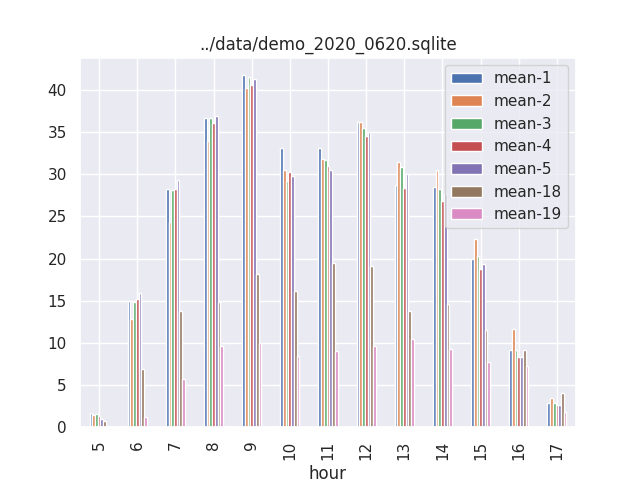 ../data/demo_2020_0620.sqlite
40
35
30
25
20
15
10
5
0
mean-1
mean-2
mean-3
mean-4
mean-5
mean-18
mean-19
5 6 7 8 9 10 11 12 13 14 15 16 17
hour